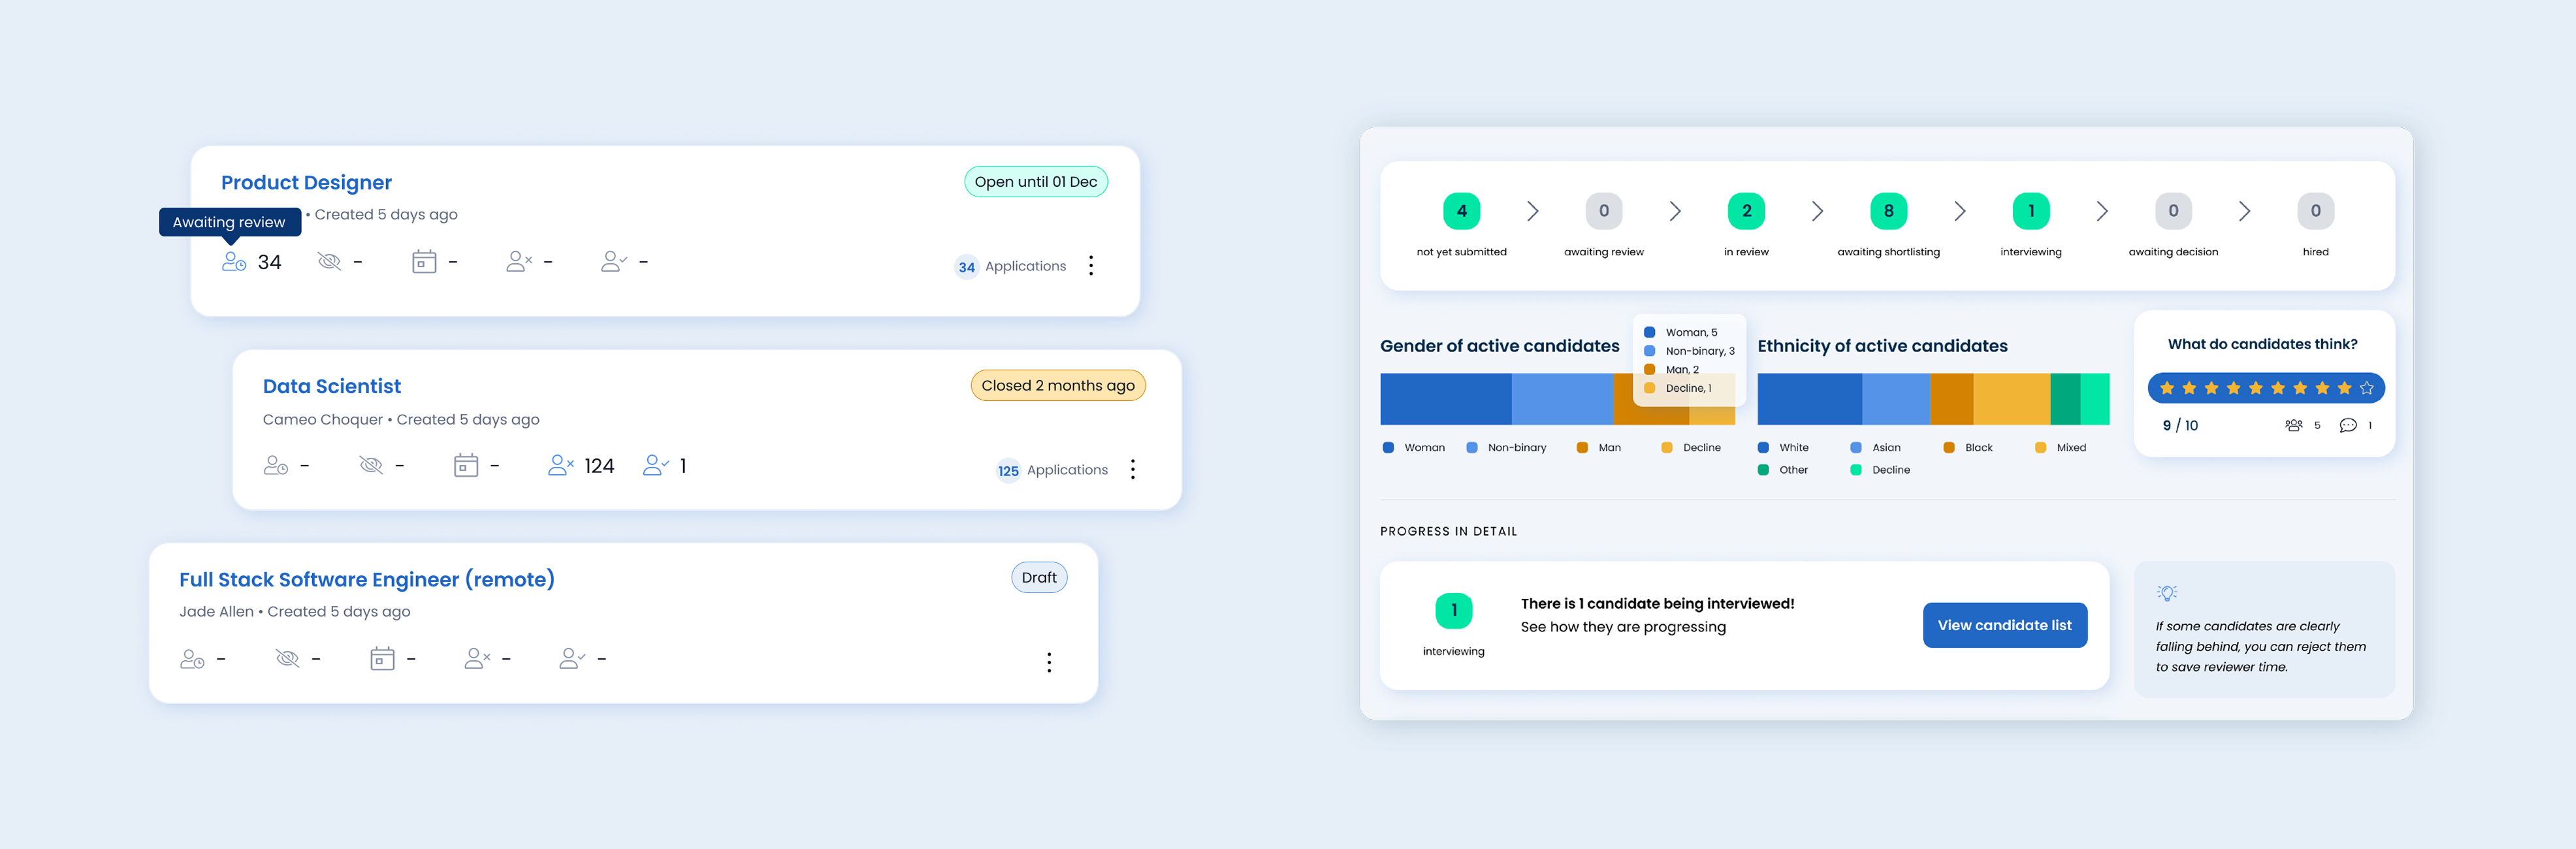 Product Designer
Open until 01 Dec
Awaiting review
• Created 5 days ago
34 – – – –
34 Applications
Data Scientist
Closed 2 months ago
Cameo Choquer • Created 5 days ago
– – – 124 1
125 Applications
Full Stack Software Engineer (remote)
Draft
Jade Allen • Created 5 days ago
– – – – –
4 0 2 8 1 0 0
not yet submitted awaiting review in review awaiting shortlisting interviewing awaiting decision hired
Gender of active candidates
Woman, 5
Non-binary, 3
Man, 2
Decline, 1
Woman Non-binary Man Decline
Ethnicity of active candidates
White Asian Black Mixed
Other Decline
What do candidates think?
9 / 10 5 1
PROGRESS IN DETAIL
1
interviewing
There is 1 candidate being interviewed!
See how they are progressing
View candidate list
If some candidates are clearly
falling behind, you can reject them
to save reviewer time.